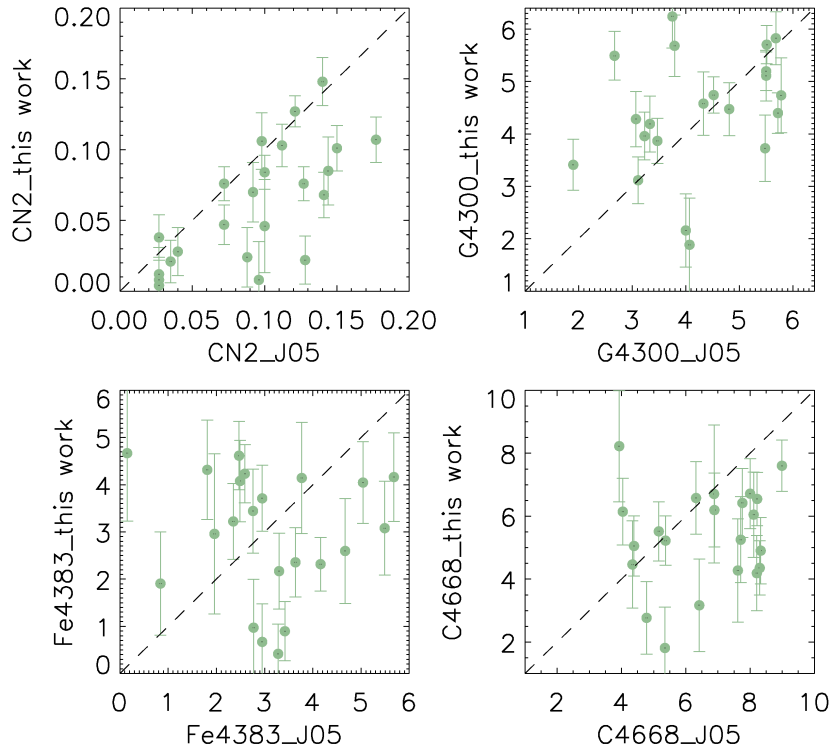 0.20
0.15
0.10
0.05
0.00
CN2_this work
0.00 0.05 0.10 0.15 0.20
CN2_J05
6
5
4
3
2
1
G4300_this work
1 2 3 4 5 6
G4300_J05
6
5
4
3
2
1
0
Fe4383_this work
0 1 2 3 4 5 6
Fe4383_J05
10
8
6
4
2
C4668_this work
2 4 6 8 10
C4668_J05